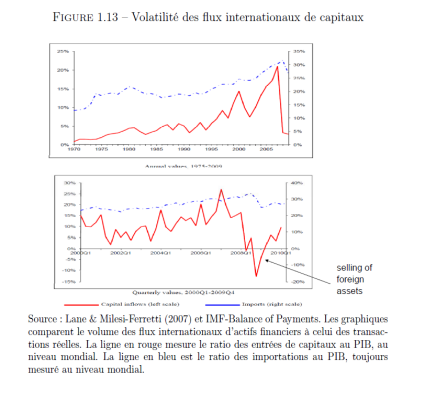 FIGURE 1.13 – Volatilité des flux internationaux de capitaux
25% 35%
20% 30%
25%
15% 20%
10% 15%
10%
5% 5%
0% 0%
1970 1975 1980 1985 1990 1995 2000 2005
Annual values, 1975-2009
30% 40%
25% 30%
20%
15% 20%
10% 10%
5%
0% 0%
2000Q1 2002Q1 2004Q1 2006Q1 2008Q1 2010Q1
-5% -10%
-10%
-15% -20%
Quarterly values, 2000Q1-2009Q4
selling of
foreign
assets
Capital inflows (left scale) Imports (right scale)
Source : Lane & Milesi-Ferretti (2007) et IMF-Balance of Payments. Les graphiques
comparent le volume des flux internationaux d'actifs financiers à celui des transac-
tions réelles. La ligne en rouge mesure le ratio des entrées de capitaux au PIB, au
niveau mondial. La ligne en bleu est le ratio des importations au PIB, toujours
mesuré au niveau mondial.